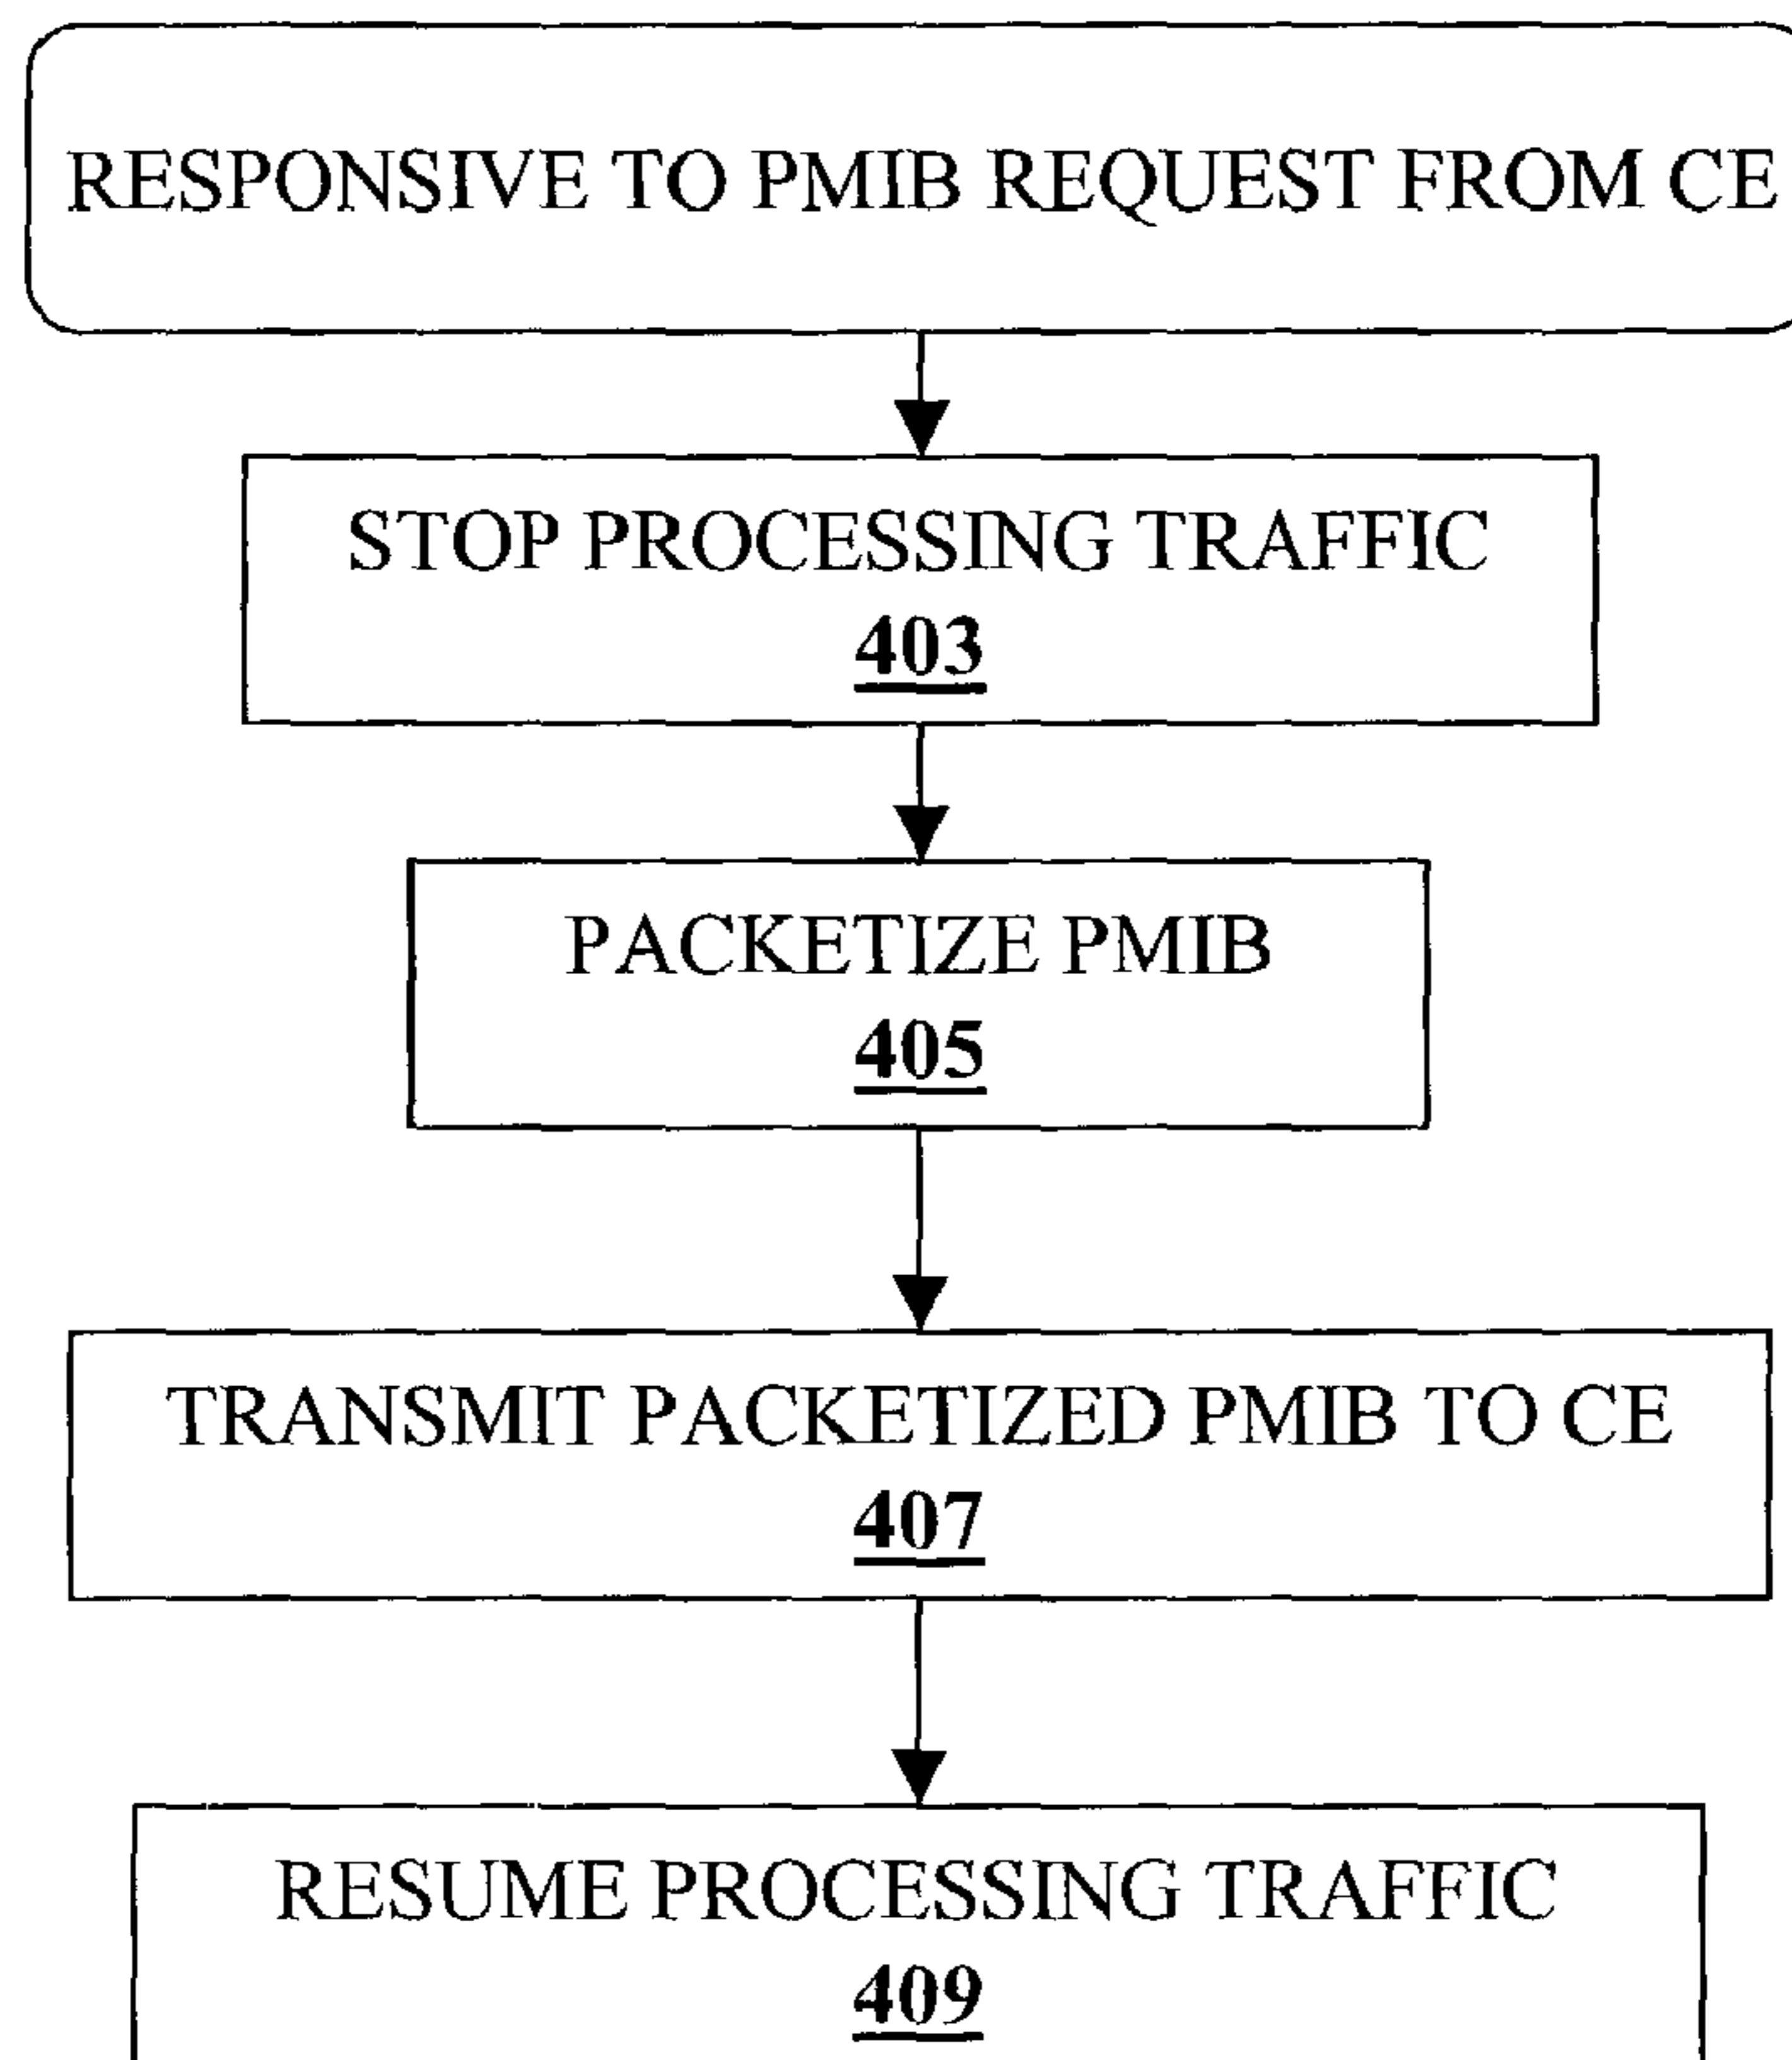 RESPONSIVE TO PMIB REQUEST FROM CE
STOP PROCESSING TRAFFIC
403
PACKETIZE PMIB
405
TRANSMIT PACKETIZED PMIB TO CE
407
RESUME PROCESSING TRAFFIC
409